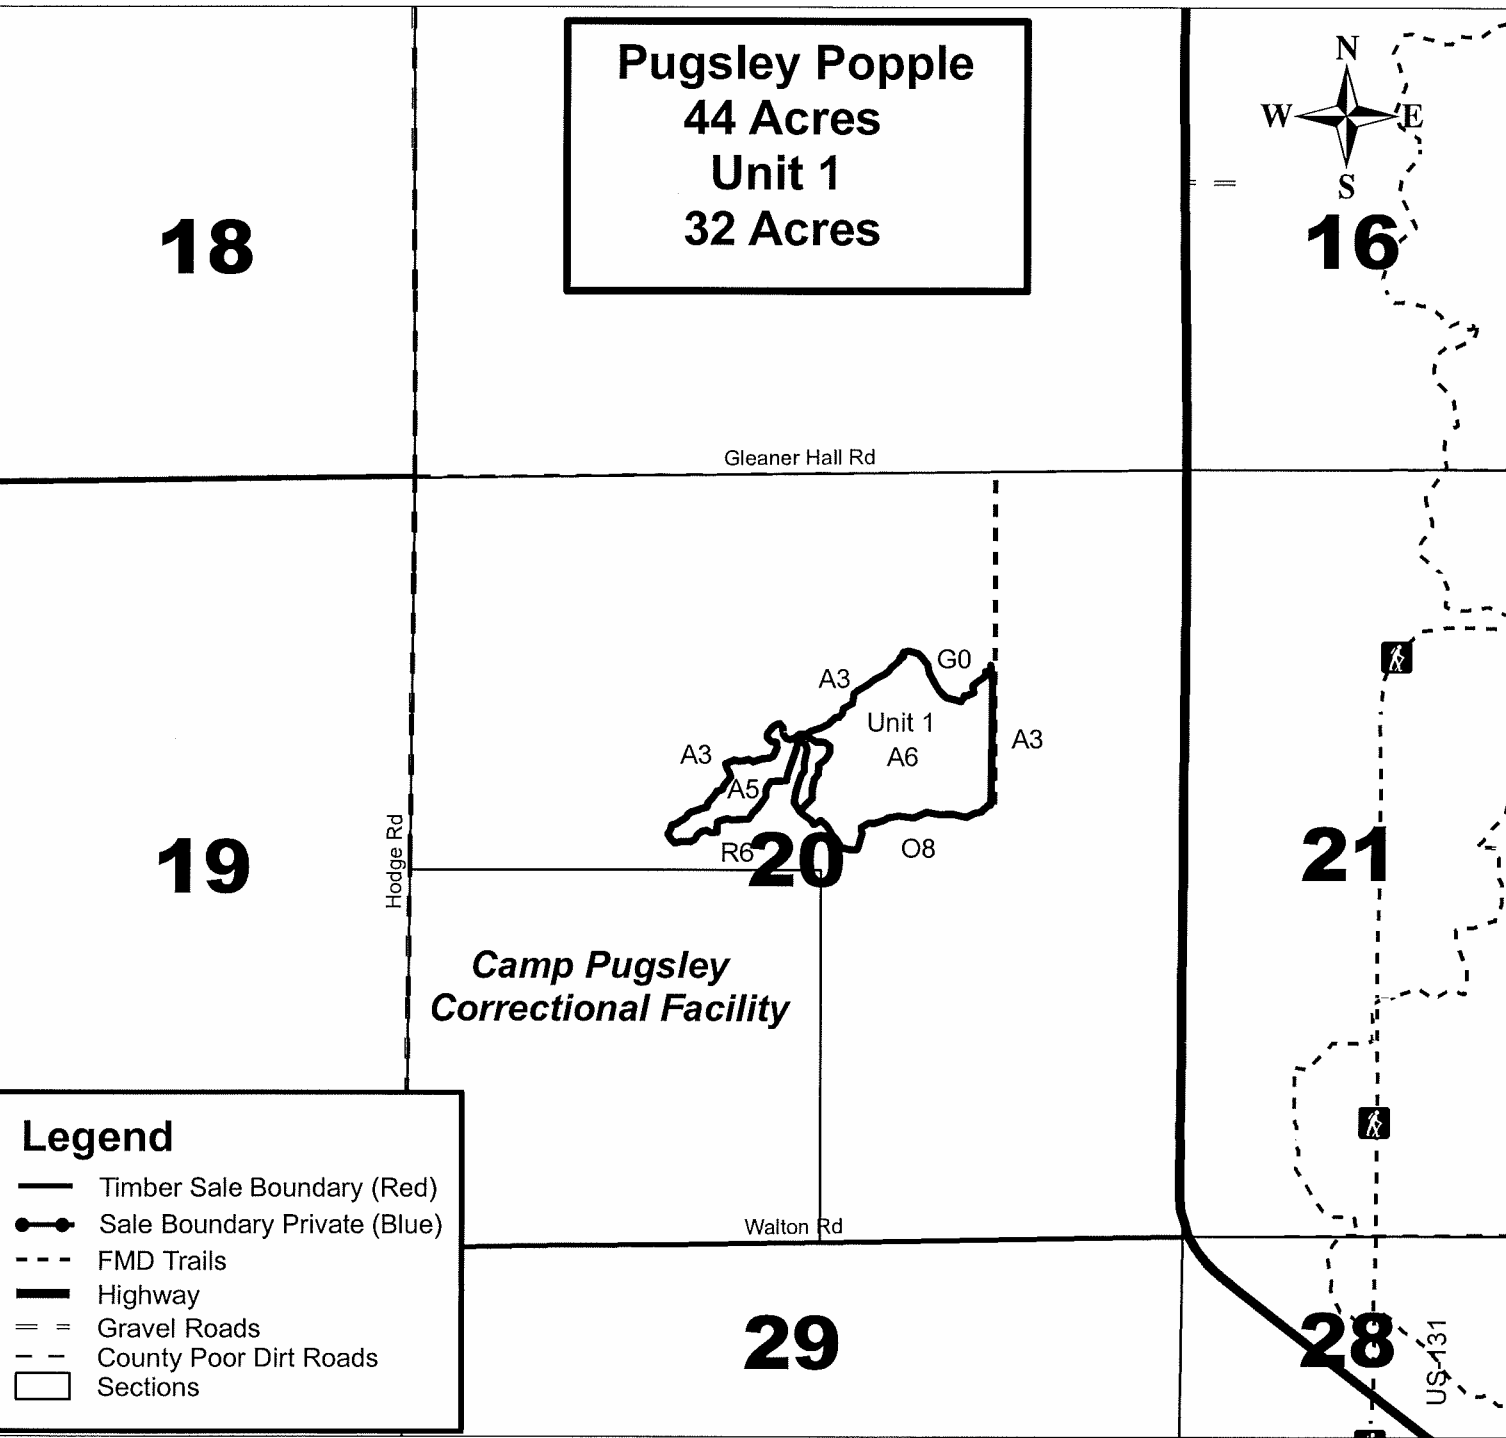 Pugsley Popple
44 Acres
Unit 1
32 Acres
N
W E
S
18
16
Gleaner Hall Rd
G0
A3
Unit 1
A6
A3
A3
A5
R6
O8
19
Hodge Rd
20
21
Camp Pugsley
Correctional Facility
Legend
Timber Sale Boundary (Red)
Sale Boundary Private (Blue)
FMD Trails
Highway
Gravel Roads
County Poor Dirt Roads
Sections
Walton Rd
29
28
US-131